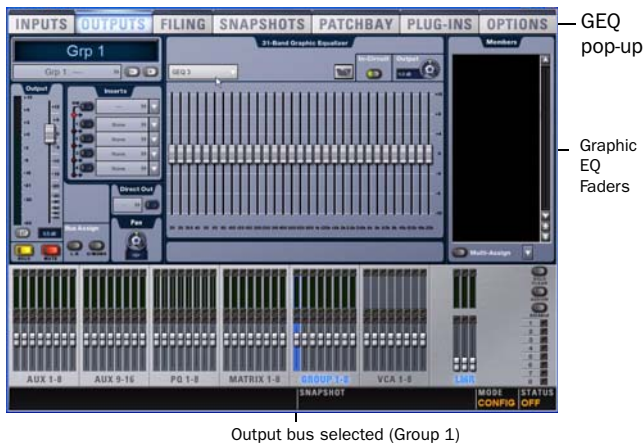 INPUTS OUTPUTS FILING SNAPSHOTS PATCHBAY PLUG-INS OPTIONS
GEQ pop-up
Grp 1
31-Band Graphic Equalizer
Members
Grp 1
GEQ 3
In-Circuit
Output
Output
Inserts
Direct Out
Pan
Bus Assign
Multi-Assign
Graphic
EQ
Faders
AUX 1-8 AUX 9-16 PQ 1-8 MATRIX 1-8 GROUP 1-8 VCA 1-8 LMR
SNAPSHOT
MODE
CONFIG
STATUS
OFF
Output bus selected (Group 1)